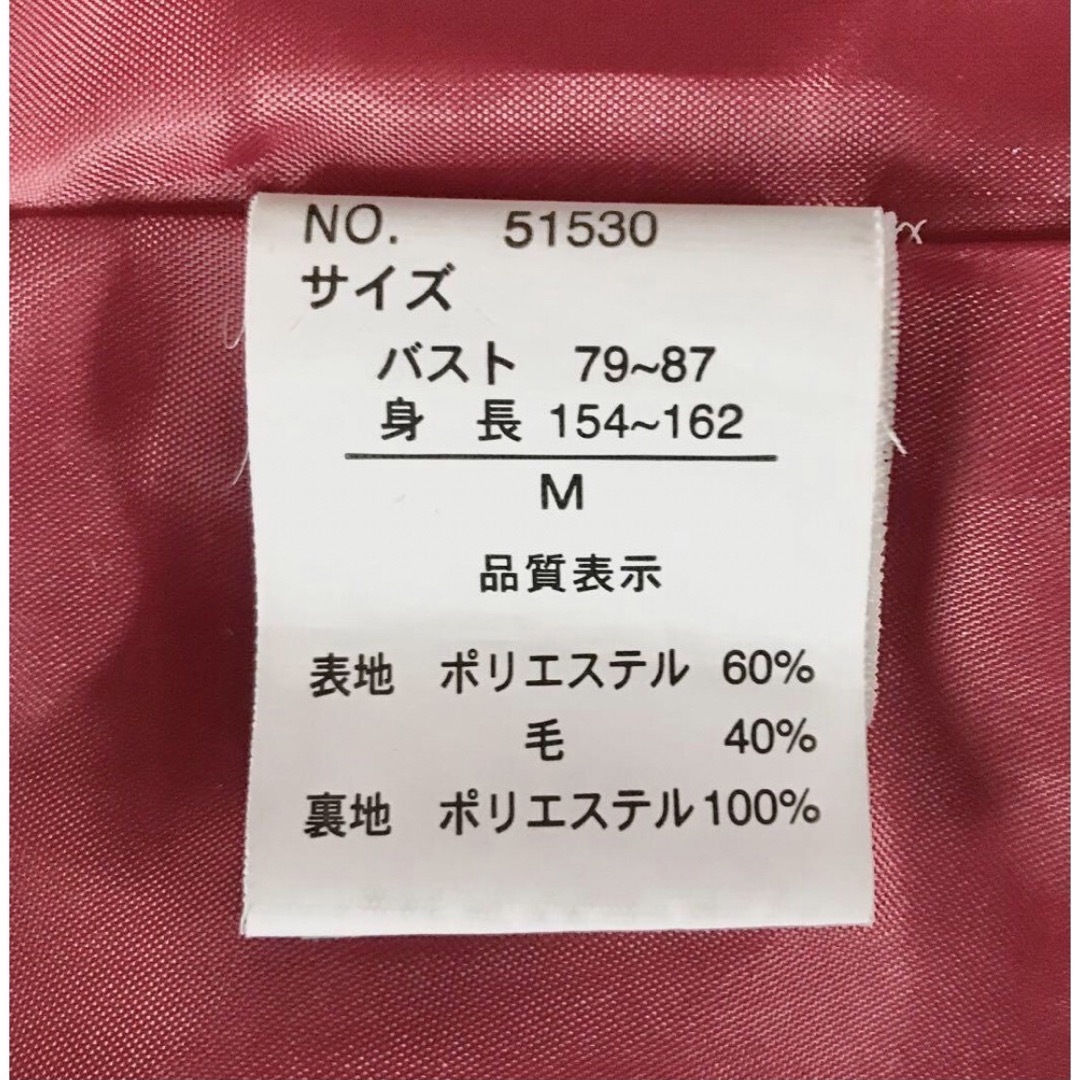 NO. 51530
サイズ
バスト 79~87
身 長 154~162
M
品質表示
表地 ポリエステル 60%
毛 40%
裏地 ポリエステル100%